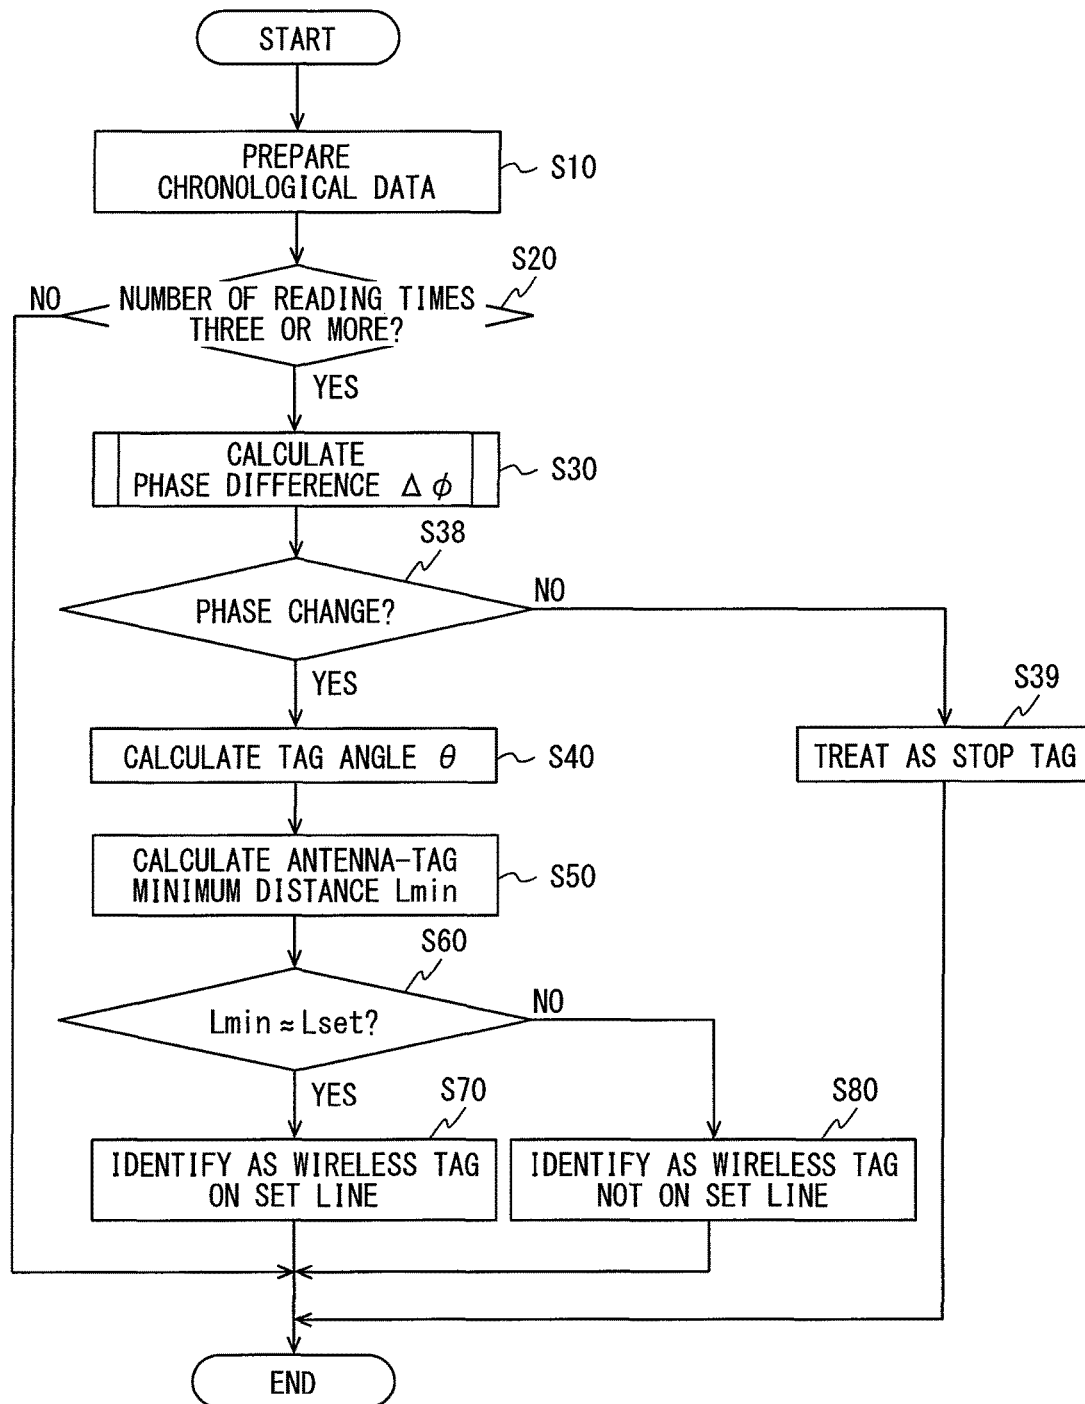 START
PREPARE
CHRONOLOGICAL DATA
S10
S20
NO
NUMBER OF READING TIMES
THREE OR MORE?
YES
CALCULATE
PHASE DIFFERENCE Δφ
S30
S38
PHASE CHANGE?
NO
YES
S39
CALCULATE TAG ANGLE θ
S40
TREAT AS STOP TAG
CALCULATE ANTENNA-TAG
MINIMUM DISTANCE Lmin
S50
S60
Lmin≈Lset?
NO
YES
S70
S80
IDENTIFY AS WIRELESS TAG
ON SET LINE
IDENTIFY AS WIRELESS TAG
NOT ON SET LINE
END